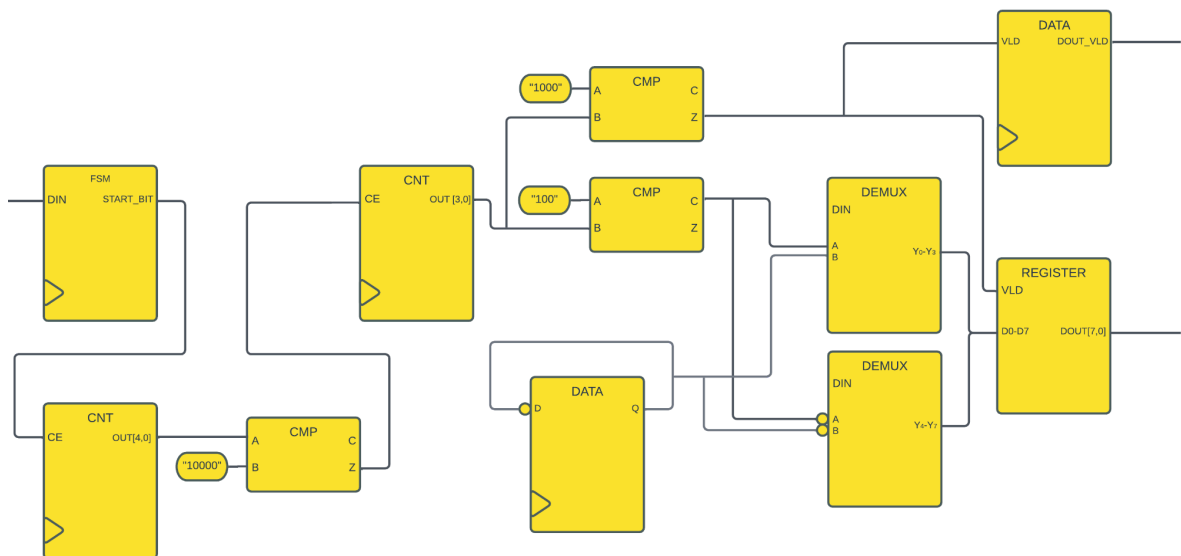 DATA
VLD
DOUT_VLD
CMP
"1000"
A
C
B
Z
FSM
DIN
START_BIT
CNT
CE
OUT [3,0]
CMP
"100"
A
C
B
Z
DEMUX
DIN
A
B
Y₀-Y₃
REGISTER
VLD
D0-D7
DOUT[7,0]
DEMUX
DIN
A
B
Y₄-Y₇
DATA
D
Q
CNT
CE
OUT[4,0]
CMP
A
C
"10000"
B
Z